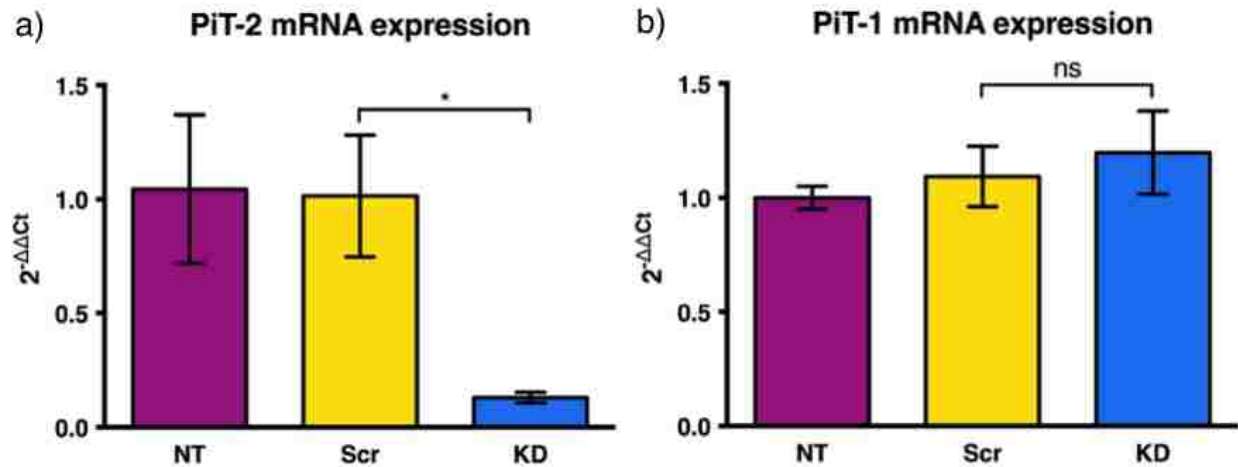 a)
PiT-2 mRNA expression
1.5
1.0
0.5
0.0
2^-ΔΔCt
*
NT Scr KD
b)
PiT-1 mRNA expression
1.5
1.0
0.5
0.0
2^-ΔΔCt
ns
NT Scr KD